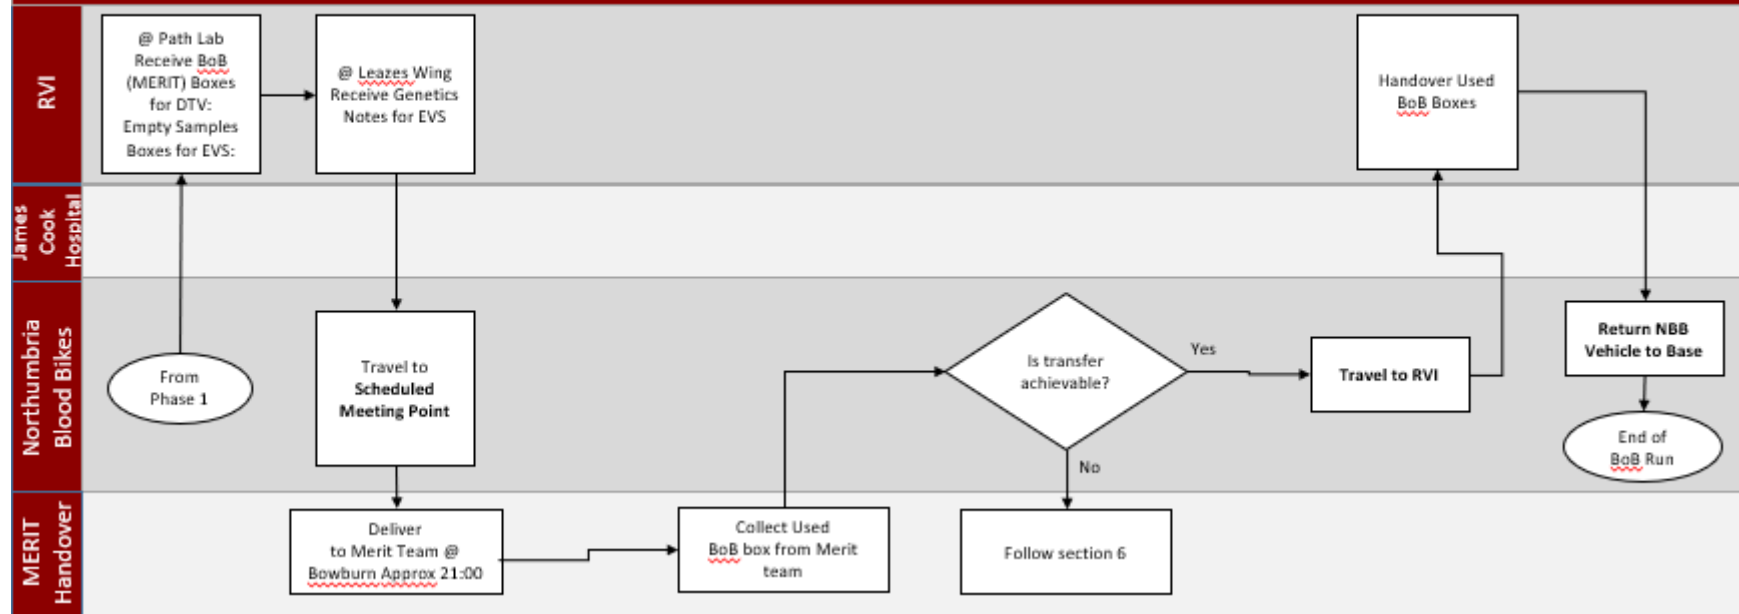 RVI
@ Path Lab
Receive BoB
(MERIT) Boxes
for DTV:
Empty Samples
Boxes for EVS:
@ Leazes Wing
Receive Genetics
Notes for EVS
Handover Used
BoB Boxes
James
Cook
Hospital
Northumbria
Blood Bikes
From
Phase 1
Travel to
Scheduled
Meeting Point
Is transfer
achievable?
Yes
No
Travel to RVI
Return NBB
Vehicle to Base
End of
BoB Run
MERIT
Handover
Deliver
to Merit Team @
Bowburn Approx 21:00
Collect Used
BoB box from Merit
team
Follow section 6